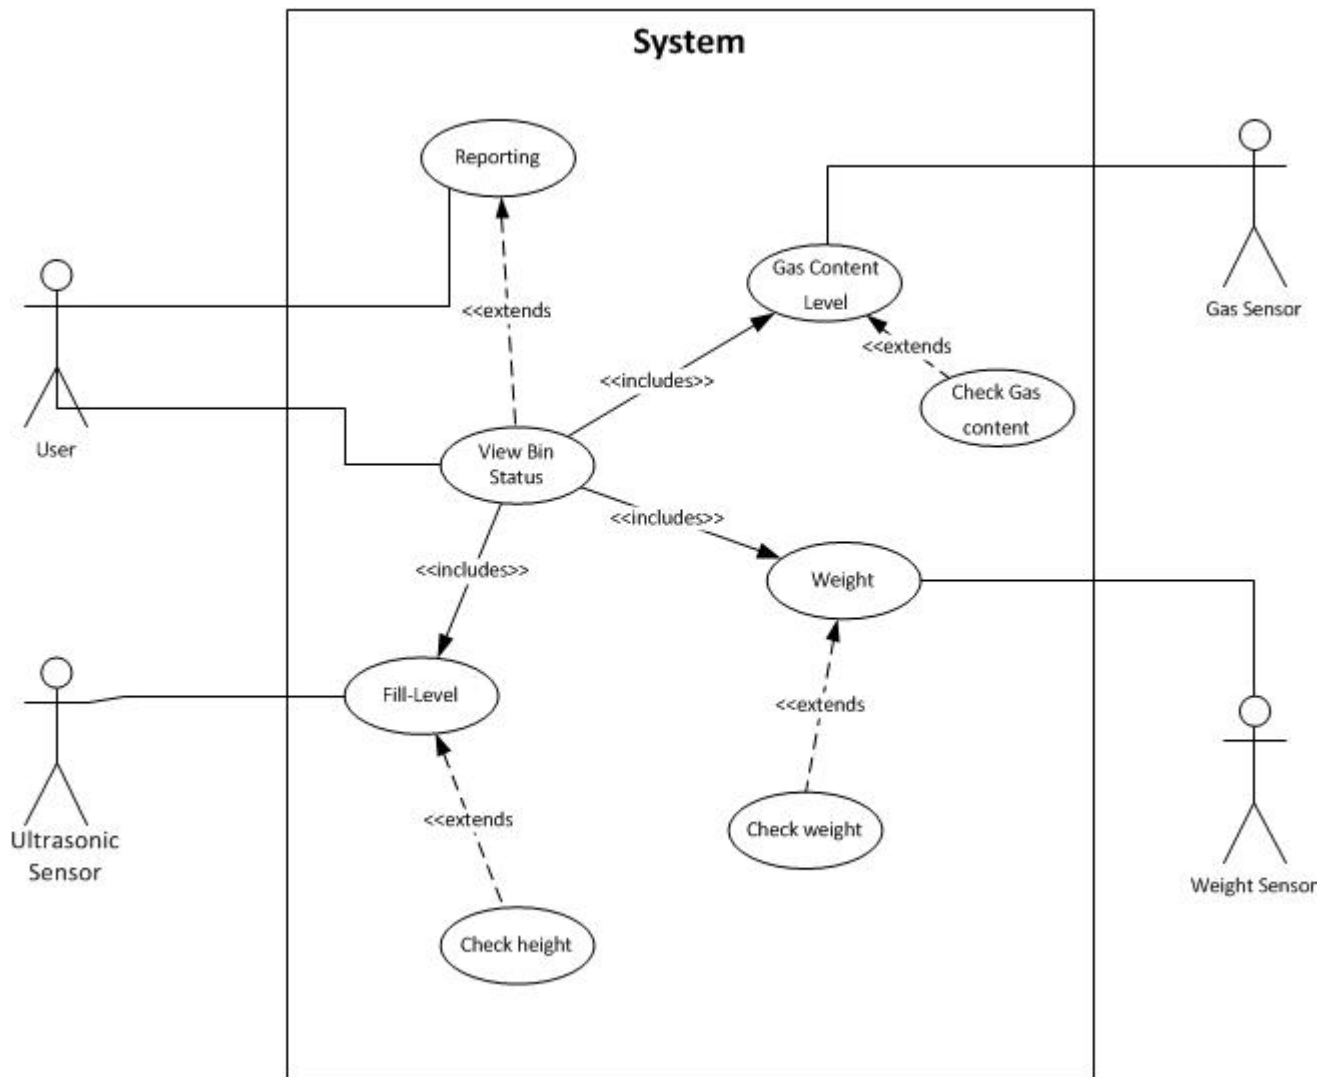 System
Reporting
Gas Content
Level
Gas Sensor
<<extends
<<extends
<<includes>>
Check Gas
content
User
View Bin
Status
<<includes>>
<<includes>>
Weight
Fill-Level
<<extends
<<extends
Check weight
Ultrasonic
Sensor
Weight Sensor
Check height